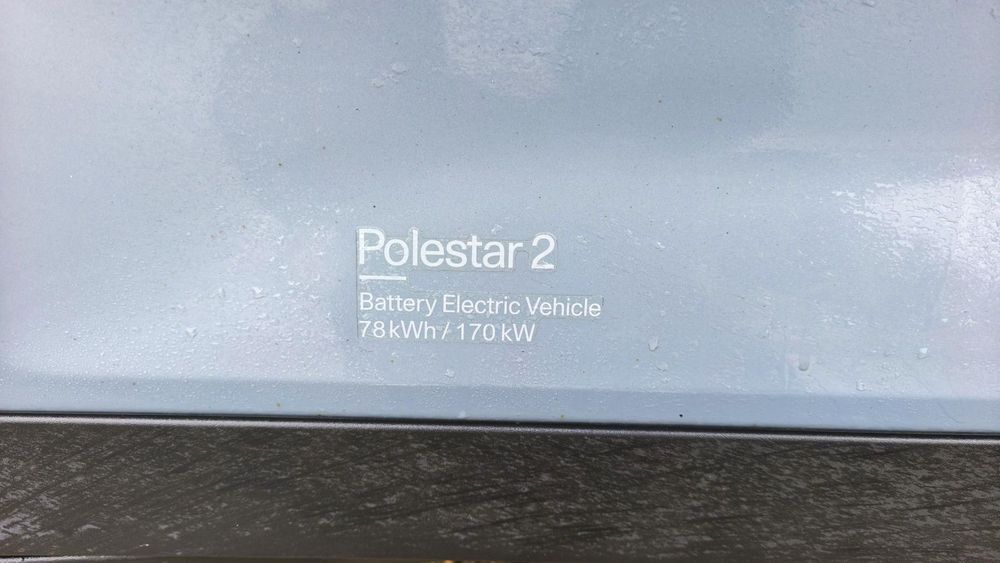 Polestar 2
Battery Electric Vehicle
78 kWh / 170 kW